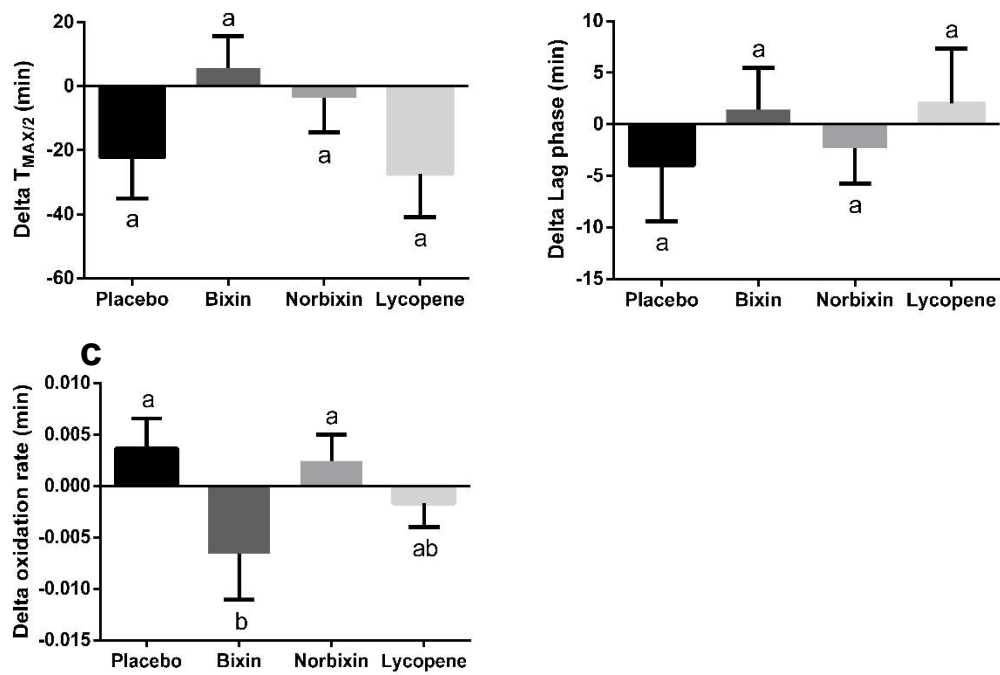 Delta T_MAX/2 (min)
20
0
-20
-40
-60
a
a
a
a
Placebo Bixin Norbixin Lycopene
Delta Lag phase (min)
10
5
0
-5
-10
-15
a
a
a
a
Placebo Bixin Norbixin Lycopene
C
Delta oxidation rate (min)
0.010
0.005
0.000
-0.005
-0.010
-0.015
a
b
a
ab
Placebo Bixin Norbixin Lycopene